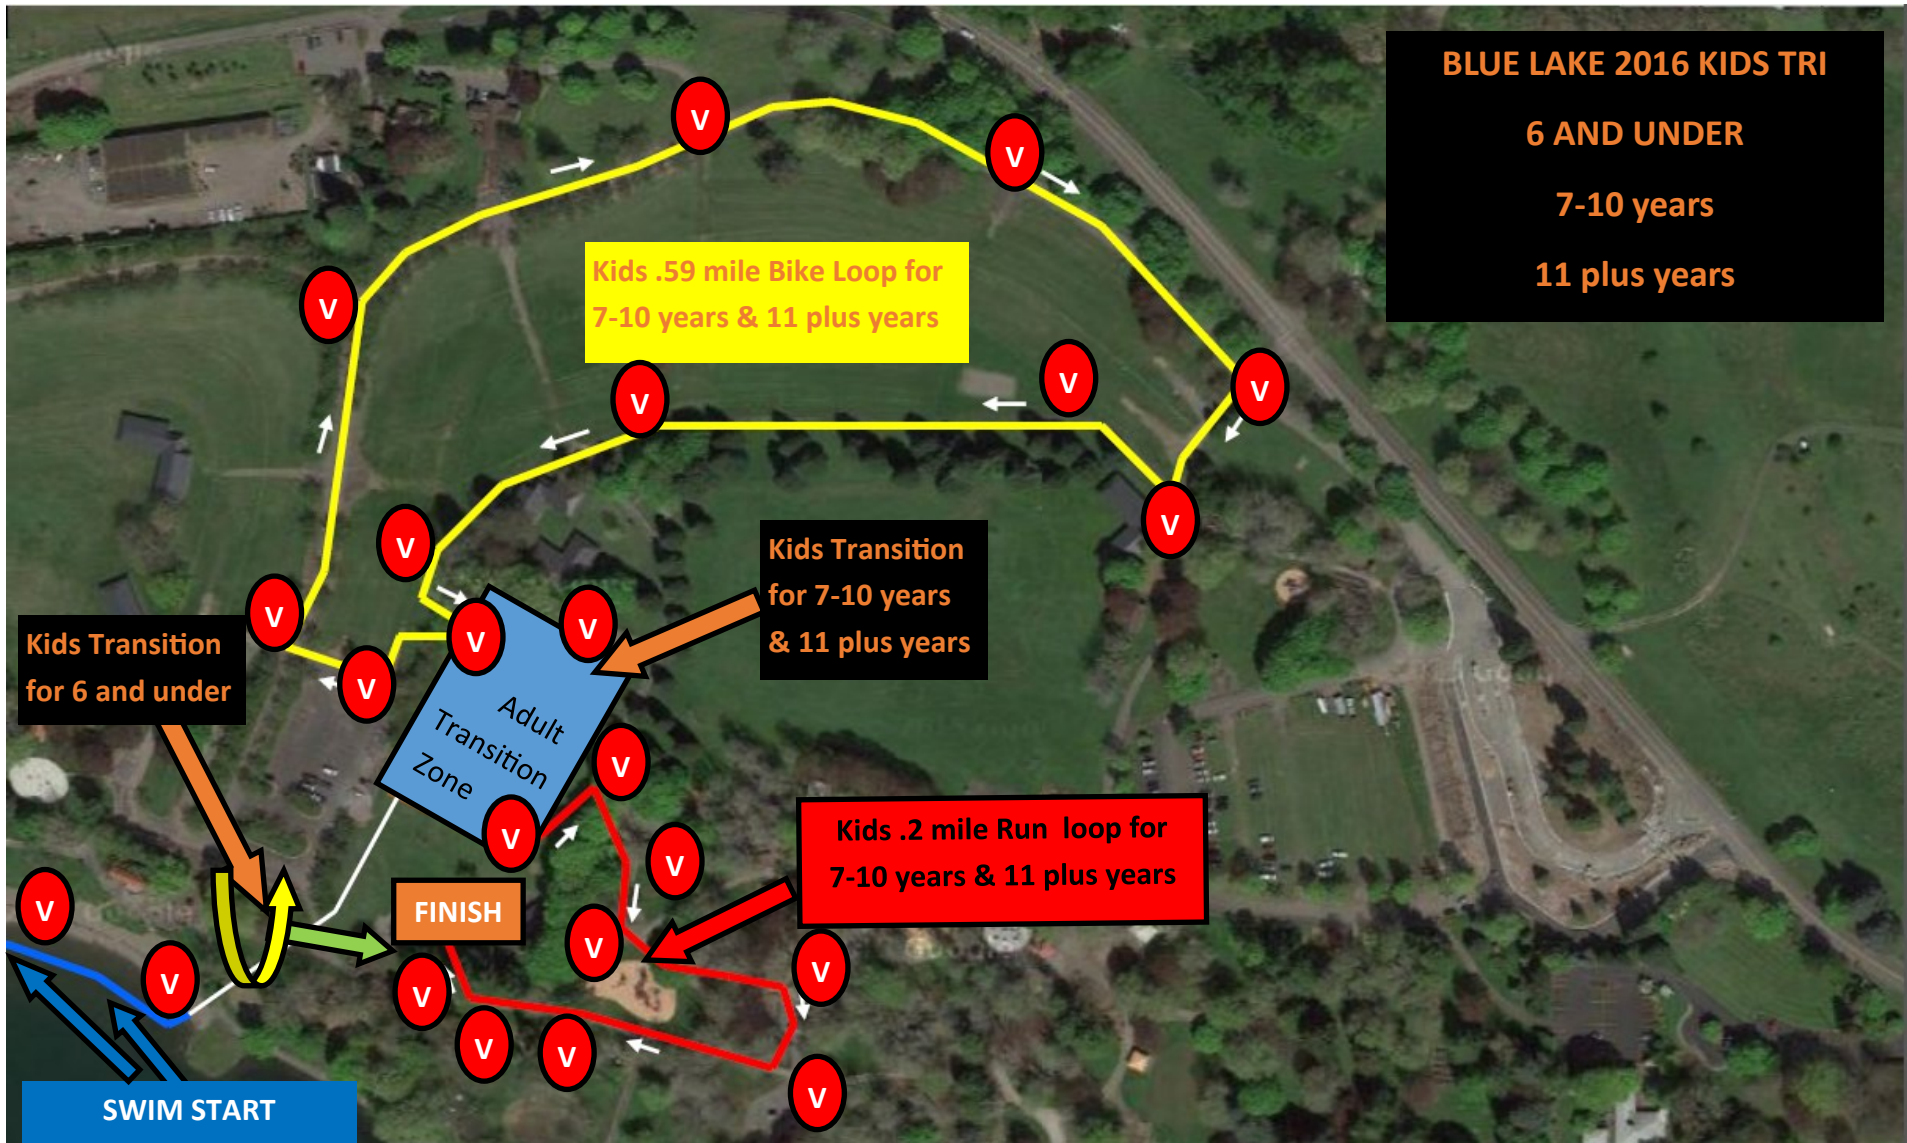 BLUE LAKE 2016 KIDS TRI
6 AND UNDER
7-10 years
11 plus years
V
V
V
Kids .59 mile Bike Loop for
7-10 years & 11 plus years
V
V
V
V
V
V
Kids Transition
for 7-10 years
& 11 plus years
V
V
V
V
Kids Transition
for 6 and under
Adult
Transition
Zone
V
V
V
Kids .2 mile Run loop for
7-10 years & 11 plus years
FINISH
V
V
V
V
V
V
V
V
SWIM START